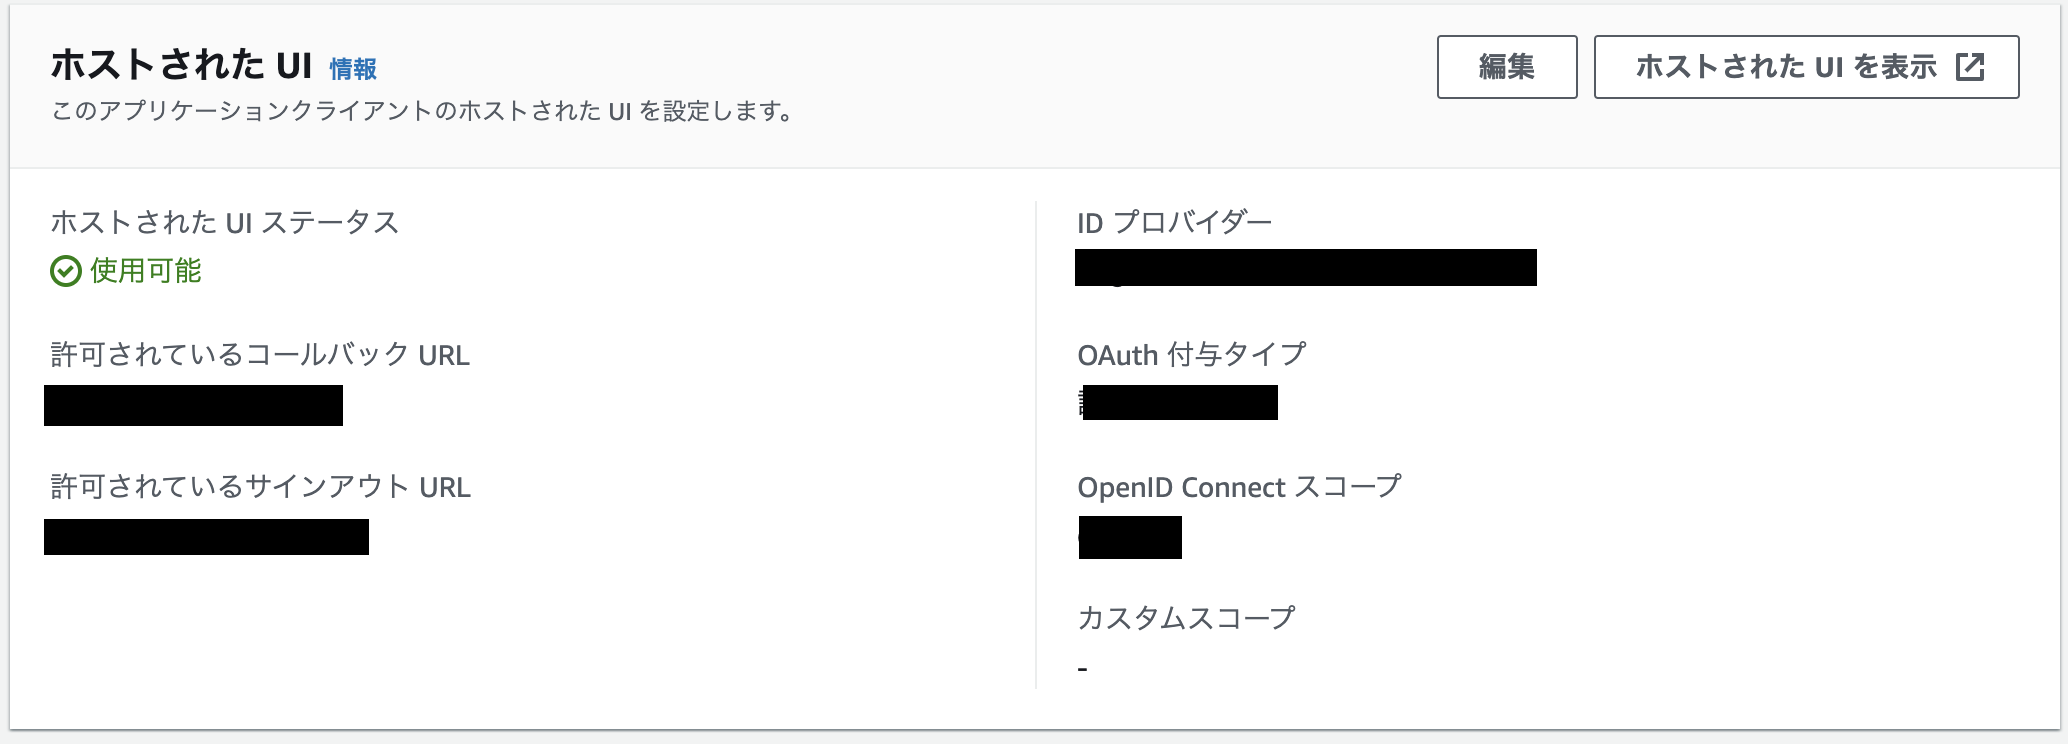 ホストされた UI 情報
このアプリケーションクライアントのホストされた UI を設定します。
編集
ホストされた UI を表示
ホストされた UI ステータス
使用可能
許可されているコールバック URL
許可されているサインアウト URL
ID プロバイダー
OAuth 付与タイプ
OpenID Connect スコープ
カスタムスコープ
-